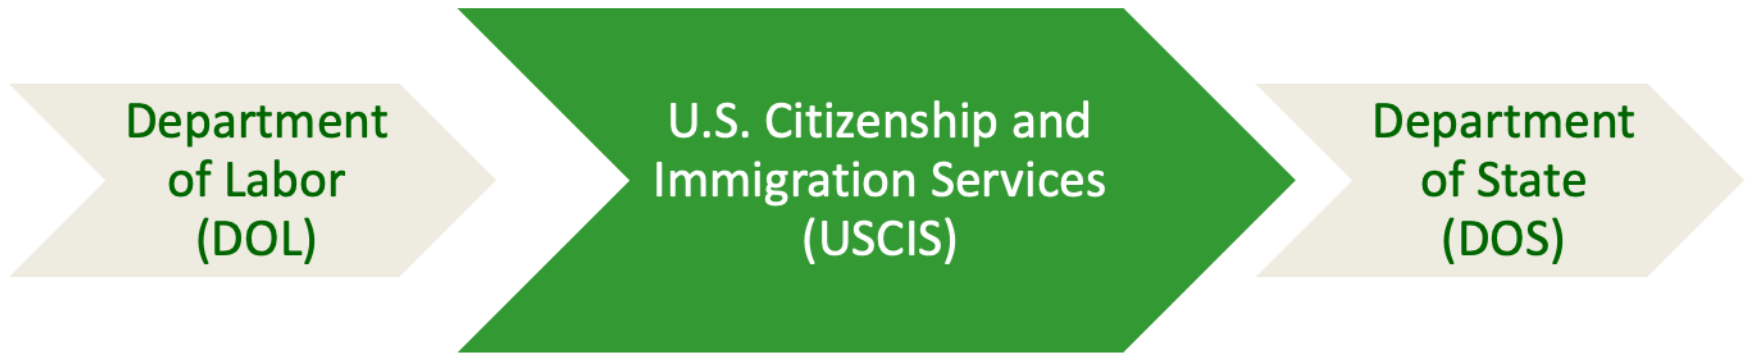 Department
of Labor
(DOL)
U.S. Citizenship and
Immigration Services
(USCIS)
Department
of State
(DOS)